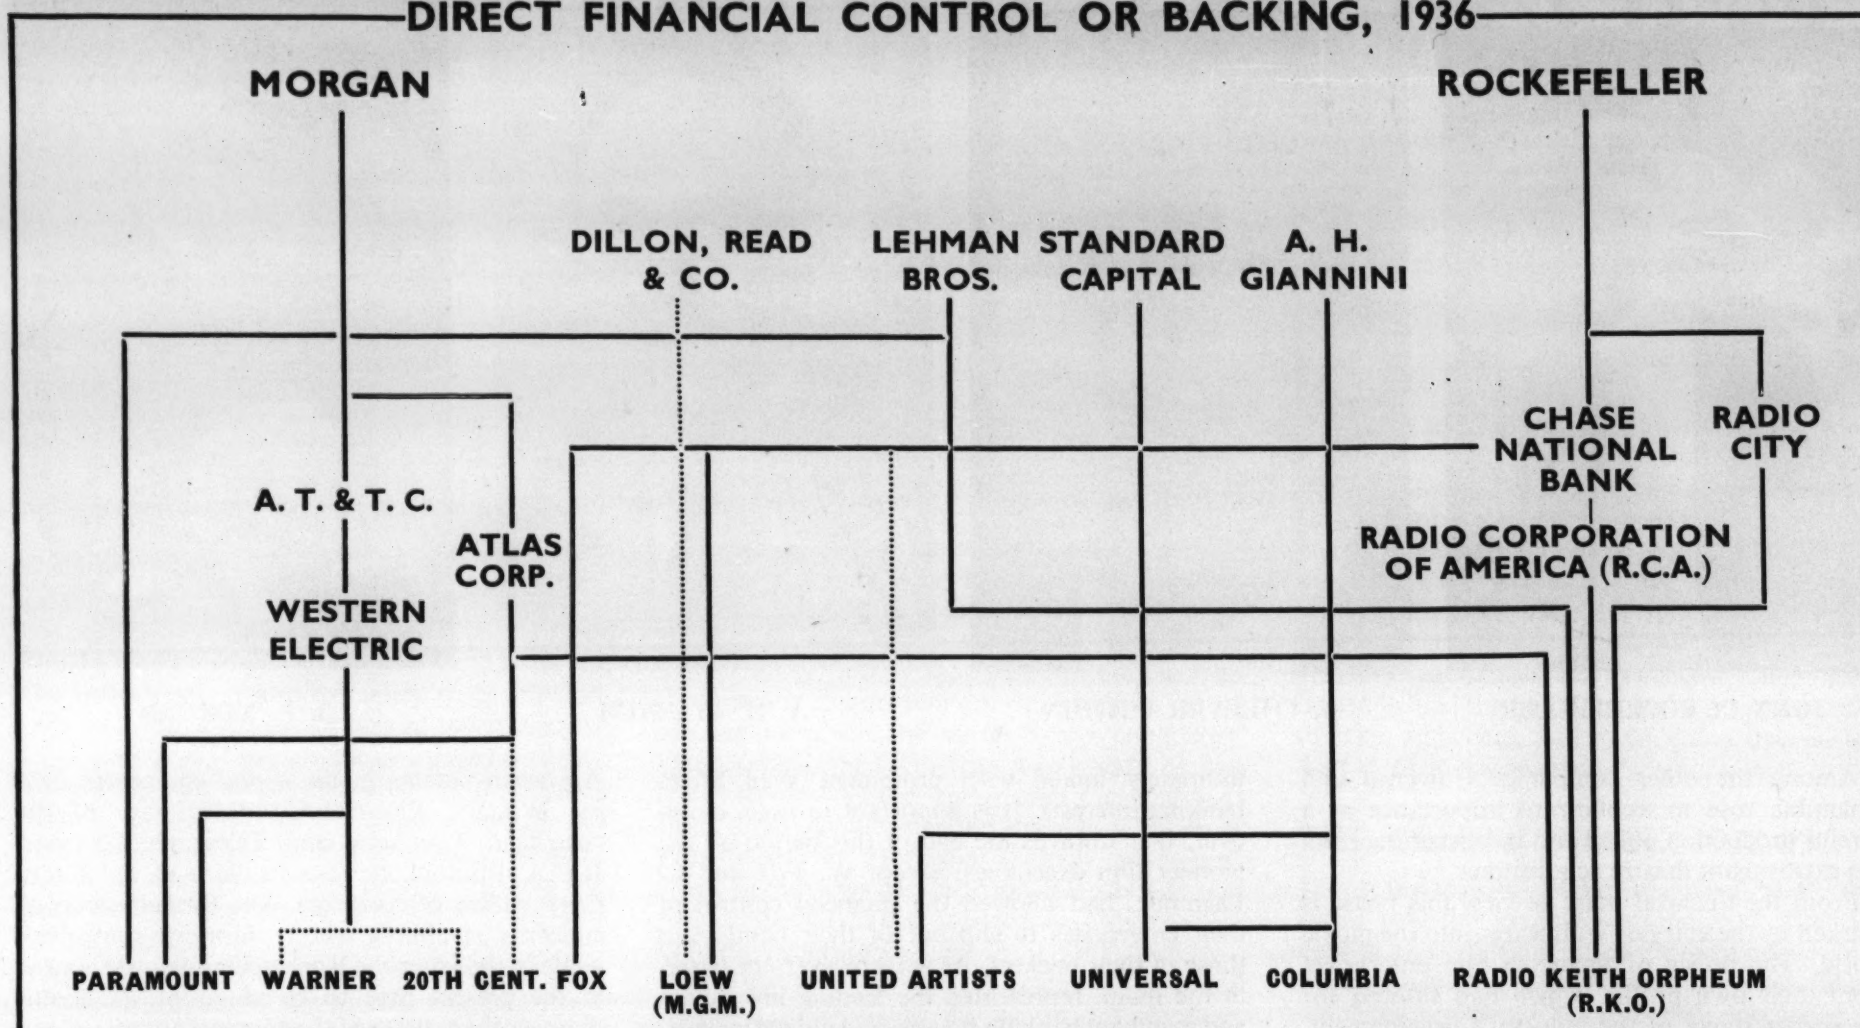 DIRECT FINANCIAL CONTROL OR BACKING, 1936
MORGAN
ROCKEFELLER
DILLON, READ
& CO.
LEHMAN
BROS.
STANDARD
CAPITAL
A. H.
GIANNINI
CHASE
NATIONAL
BANK
RADIO
CITY
A. T. & T. C.
ATLAS
CORP.
RADIO CORPORATION
OF AMERICA (R.C.A.)
WESTERN
ELECTRIC
PARAMOUNT
WARNER
20TH CENT. FOX
LOEW
(M.G.M.)
UNITED ARTISTS
UNIVERSAL
COLUMBIA
RADIO KEITH ORPHEUM
(R.K.O.)